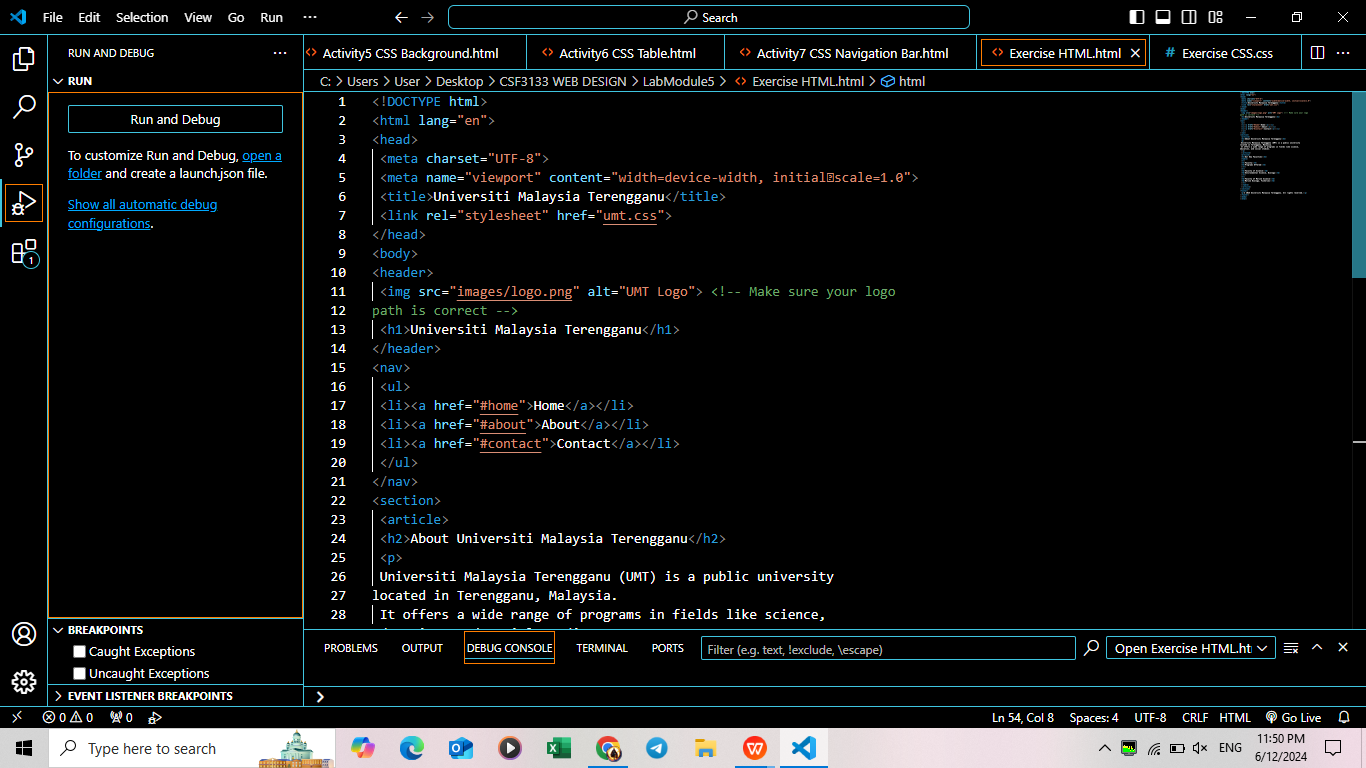 File Edit Selection View Go Run ··· Search
RUN AND DEBUG ···
Activity5 CSS Background.html Activity6 CSS Table.html Activity7 CSS Navigation Bar.html Exercise HTML.html Exercise CSS.css ···
C: > Users > User > Desktop > CSF3133 WEB DESIGN > LabModule5 > Exercise HTML.html > html
RUN
Run and Debug
To customize Run and Debug, open a
folder and create a launch.json file.
Show all automatic debug
configurations.
1
1 <!DOCTYPE html>
2 <html lang="en">
3 <head>
4 <meta charset="UTF-8">
5 <meta name="viewport" content="width=device-width, initial￾scale=1.0">
6 <title>Universiti Malaysia Terengganu</title>
7 <link rel="stylesheet" href="umt.css">
8 </head>
9 <body>
10 <header>
11 <img src="images/logo.png" alt="UMT Logo"> <!-- Make sure your logo
12 path is correct -->
13 <h1>Universiti Malaysia Terengganu</h1>
14 </header>
15 <nav>
16 <ul>
17 <li><a href="#home">Home</a></li>
18 <li><a href="#about">About</a></li>
19 <li><a href="#contact">Contact</a></li>
20 </ul>
21 </nav>
22 <section>
23 <article>
24 <h2>About Universiti Malaysia Terengganu</h2>
25 <p>
26 Universiti Malaysia Terengganu (UMT) is a public university
27 located in Terengganu, Malaysia.
28 It offers a wide range of programs in fields like science,
BREAKPOINTS
Caught Exceptions
Uncaught Exceptions
EVENT LISTENER BREAKPOINTS
PROBLEMS OUTPUT DEBUG CONSOLE TERMINAL PORTS Filter (e.g. text, !exclude, \escape) Open Exercise HTML.ht
>
0 0 0 Ln 54, Col 8 Spaces: 4 UTF-8 CRLF HTML Go Live
Type here to search ENG 11:50 PM
6/12/2024